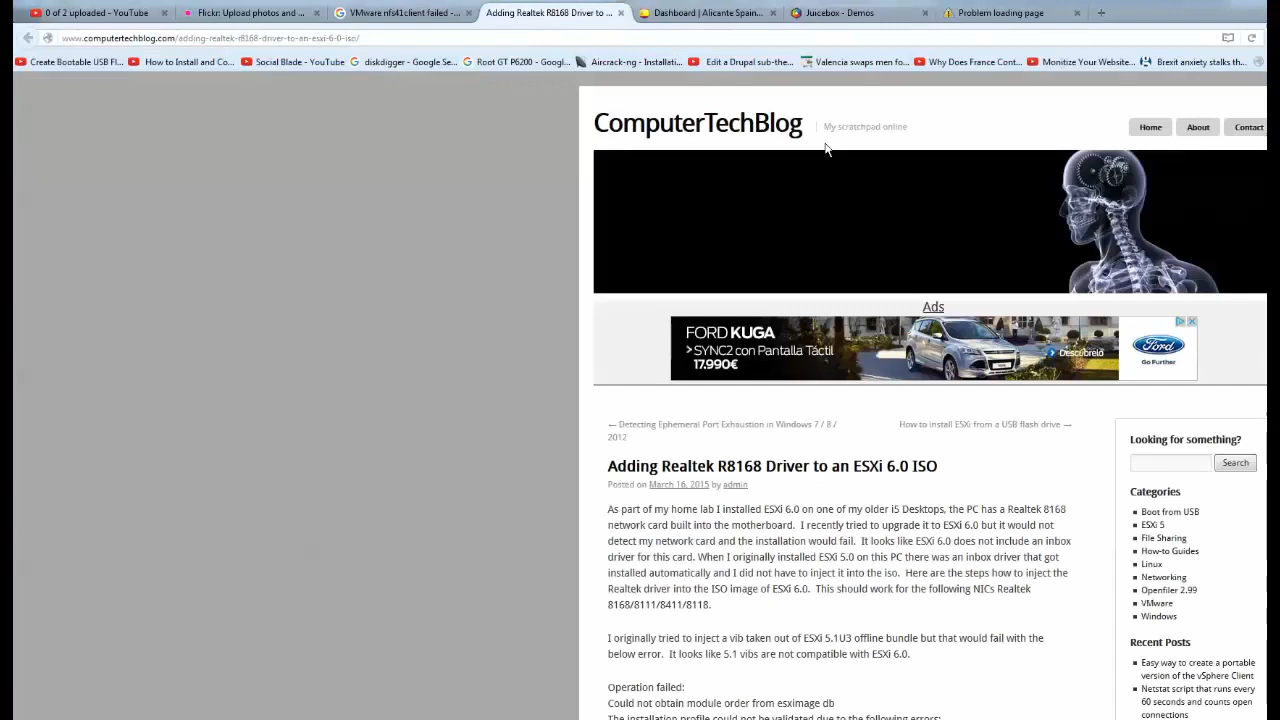 0 of 2 uploaded - YouTube
Flickr: Upload photos and ...
VMware nfs41client failed - ...
Adding Realtek R8168 Driver to ...
Dashboard | Alicante Spain...
Juicebox - Demos
Problem loading page
www.computertechblog.com/adding-realtek-r8168-driver-to-an-esxi-6-0-iso/
Create Bootable USB Fl...
How to Install and Co...
Social Blade - YouTube
diskdigger - Google Se...
Root GT P6200 - Googl...
Aircrack-ng - Installati...
Edit a Drupal sub-the...
Valencia swaps men fo...
Why Does France Cont...
Monitize Your Website...
Brexit anxiety stalks th...
ComputerTechBlog
My scratchpad online
Home
About
Contact
Ads
FORD KUGA
> SYNC2 con Pantalla Táctil
17.990€
Descúbrelo
Ford
Go Further
← Detecting Ephemeral Port Exhaustion in Windows 7 / 8 /
2012
How to install ESXi from a USB flash drive →
Adding Realtek R8168 Driver to an ESXi 6.0 ISO
Posted on March 16, 2015 by admin
As part of my home lab I installed ESXi 6.0 on one of my older i5 Desktops, the PC has a Realtek 8168
network card built into the motherboard. I recently tried to upgrade it to ESXi 6.0 but it would not
detect my network card and the installation would fail. It looks like ESXi 6.0 does not include an inbox
driver for this card. When I originally installed ESXi 5.0 on this PC there was an inbox driver that got
installed automatically and I did not have to inject it into the iso. Here are the steps how to inject the
Realtek driver into the ISO image of ESXi 6.0. This should work for the following NICs Realtek
8168/8111/8411/8118.
I originally tried to inject a vib taken out of ESXi 5.1U3 offline bundle but that would fail with the
below error. It looks like 5.1 vibs are not compatible with ESXi 6.0.
Operation failed:
Could not obtain module order from esximage db
The installation profile could not be validated due to the following errors:
Looking for something?
Search
Categories
Boot from USB
ESXi 5
File Sharing
How-to Guides
Linux
Networking
Openfiler 2.99
VMware
Windows
Recent Posts
Easy way to create a portable
version of the vSphere Client
Netstat script that runs every
60 seconds and counts open
connections